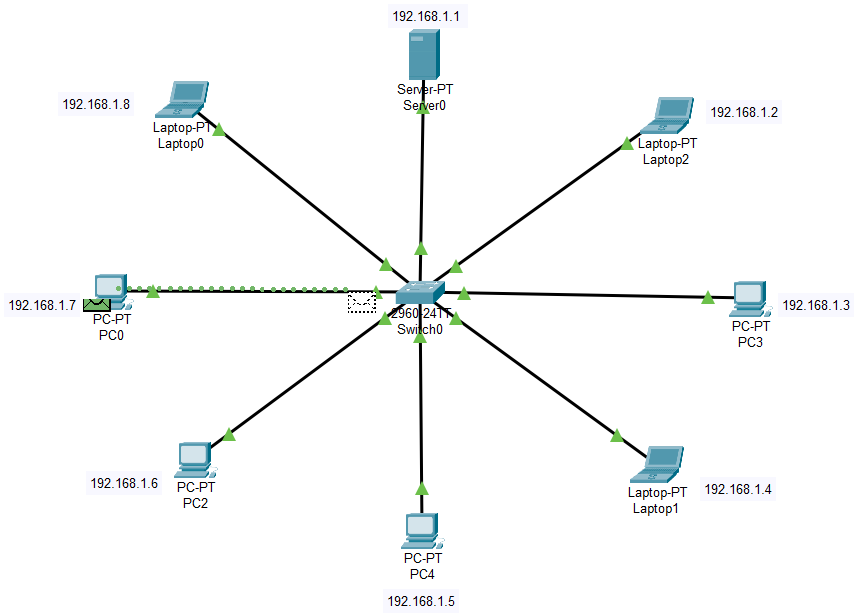 192.168.1.1
Server-PT
Server0
192.168.1.8
Laptop-PT
Laptop0
192.168.1.2
Laptop-PT
Laptop2
192.168.1.7
PC-PT
PC0
2960-24TT
Switch0
192.168.1.3
PC-PT
PC3
192.168.1.6
PC-PT
PC2
192.168.1.4
Laptop-PT
Laptop1
PC-PT
PC4
192.168.1.5